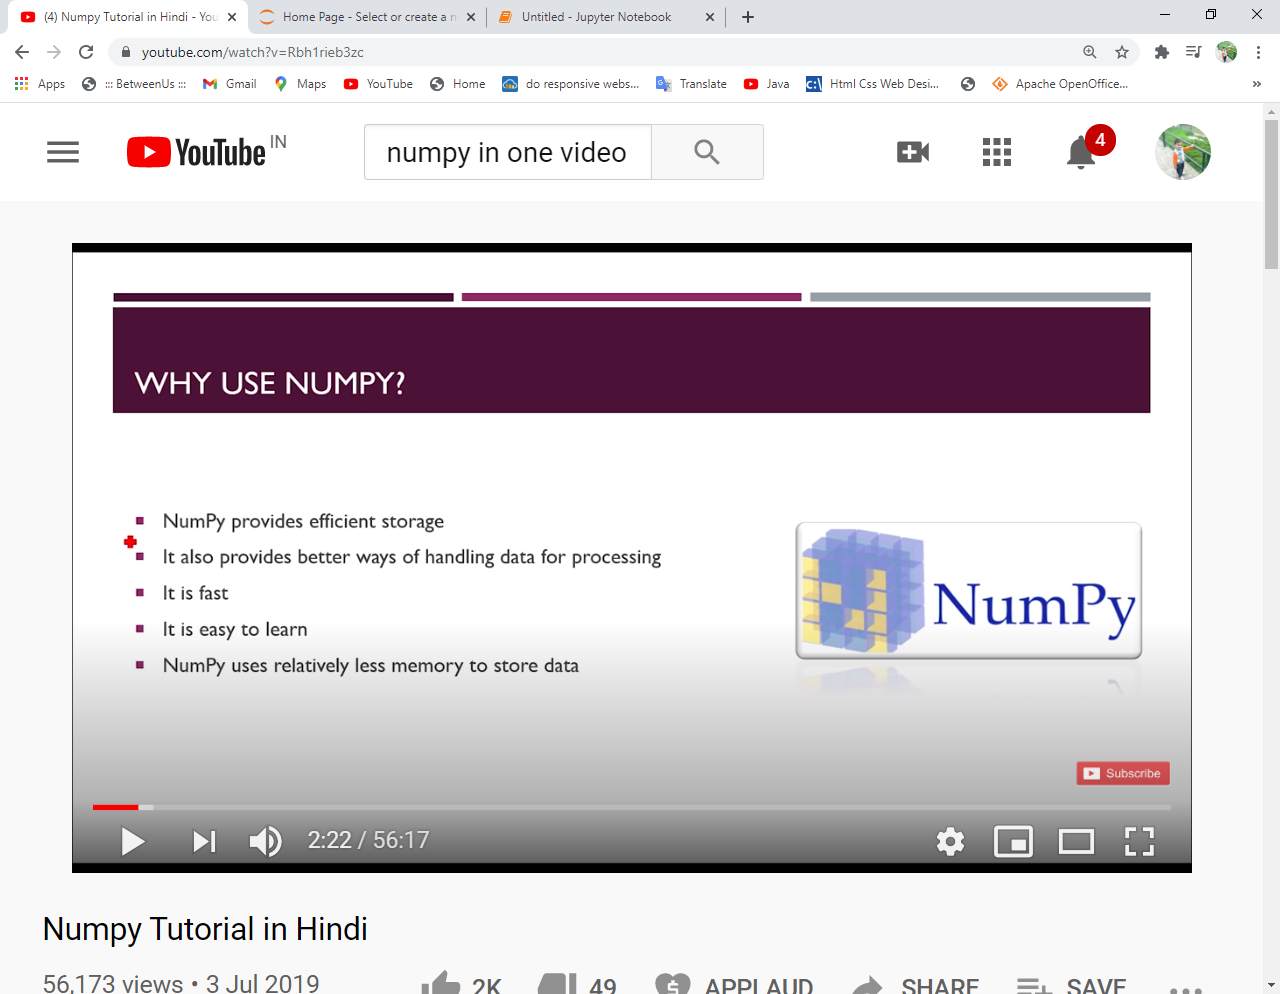 (4) Numpy Tutorial in Hindi - You
Home Page - Select or create a n
Untitled - Jupyter Notebook
youtube.com/watch?v=Rbh1rieb3zc
Apps
::: BetweenUs :::
Gmail
Maps
YouTube
Home
do responsive webs...
Translate
Java
Html Css Web Desi...
Apache OpenOffice...
»
YouTube IN
numpy in one video
4
WHY USE NUMPY?
NumPy provides efficient storage
It also provides better ways of handling data for processing
It is fast
It is easy to learn
NumPy uses relatively less memory to store data
NumPy
Subscribe
2:22 / 56:17
Numpy Tutorial in Hindi
56,173 views • 3 Jul 2019
2K
49
APPLAUD
SHARE
SAVE